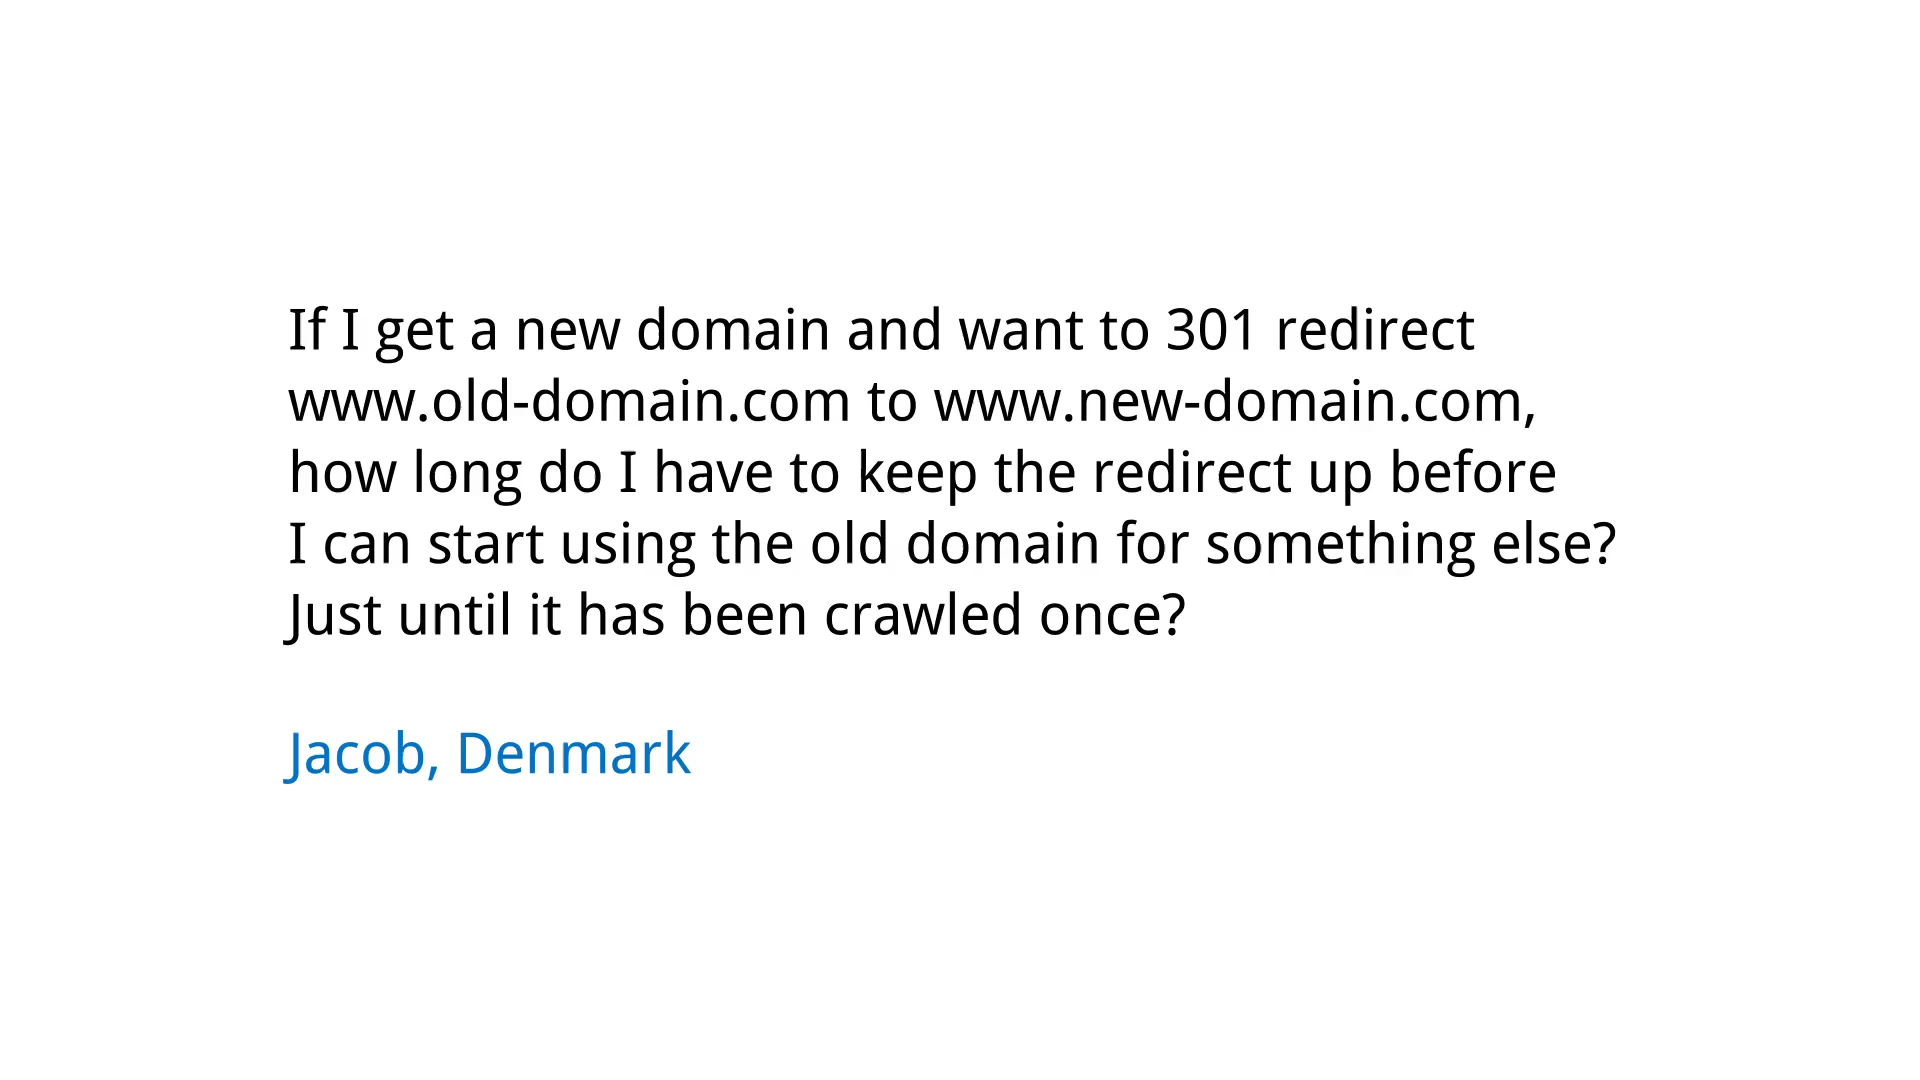 If I get a new domain and want to 301 redirect
www.old-domain.com to www.new-domain.com,
how long do I have to keep the redirect up before
I can start using the old domain for something else?
Just until it has been crawled once?
Jacob, Denmark